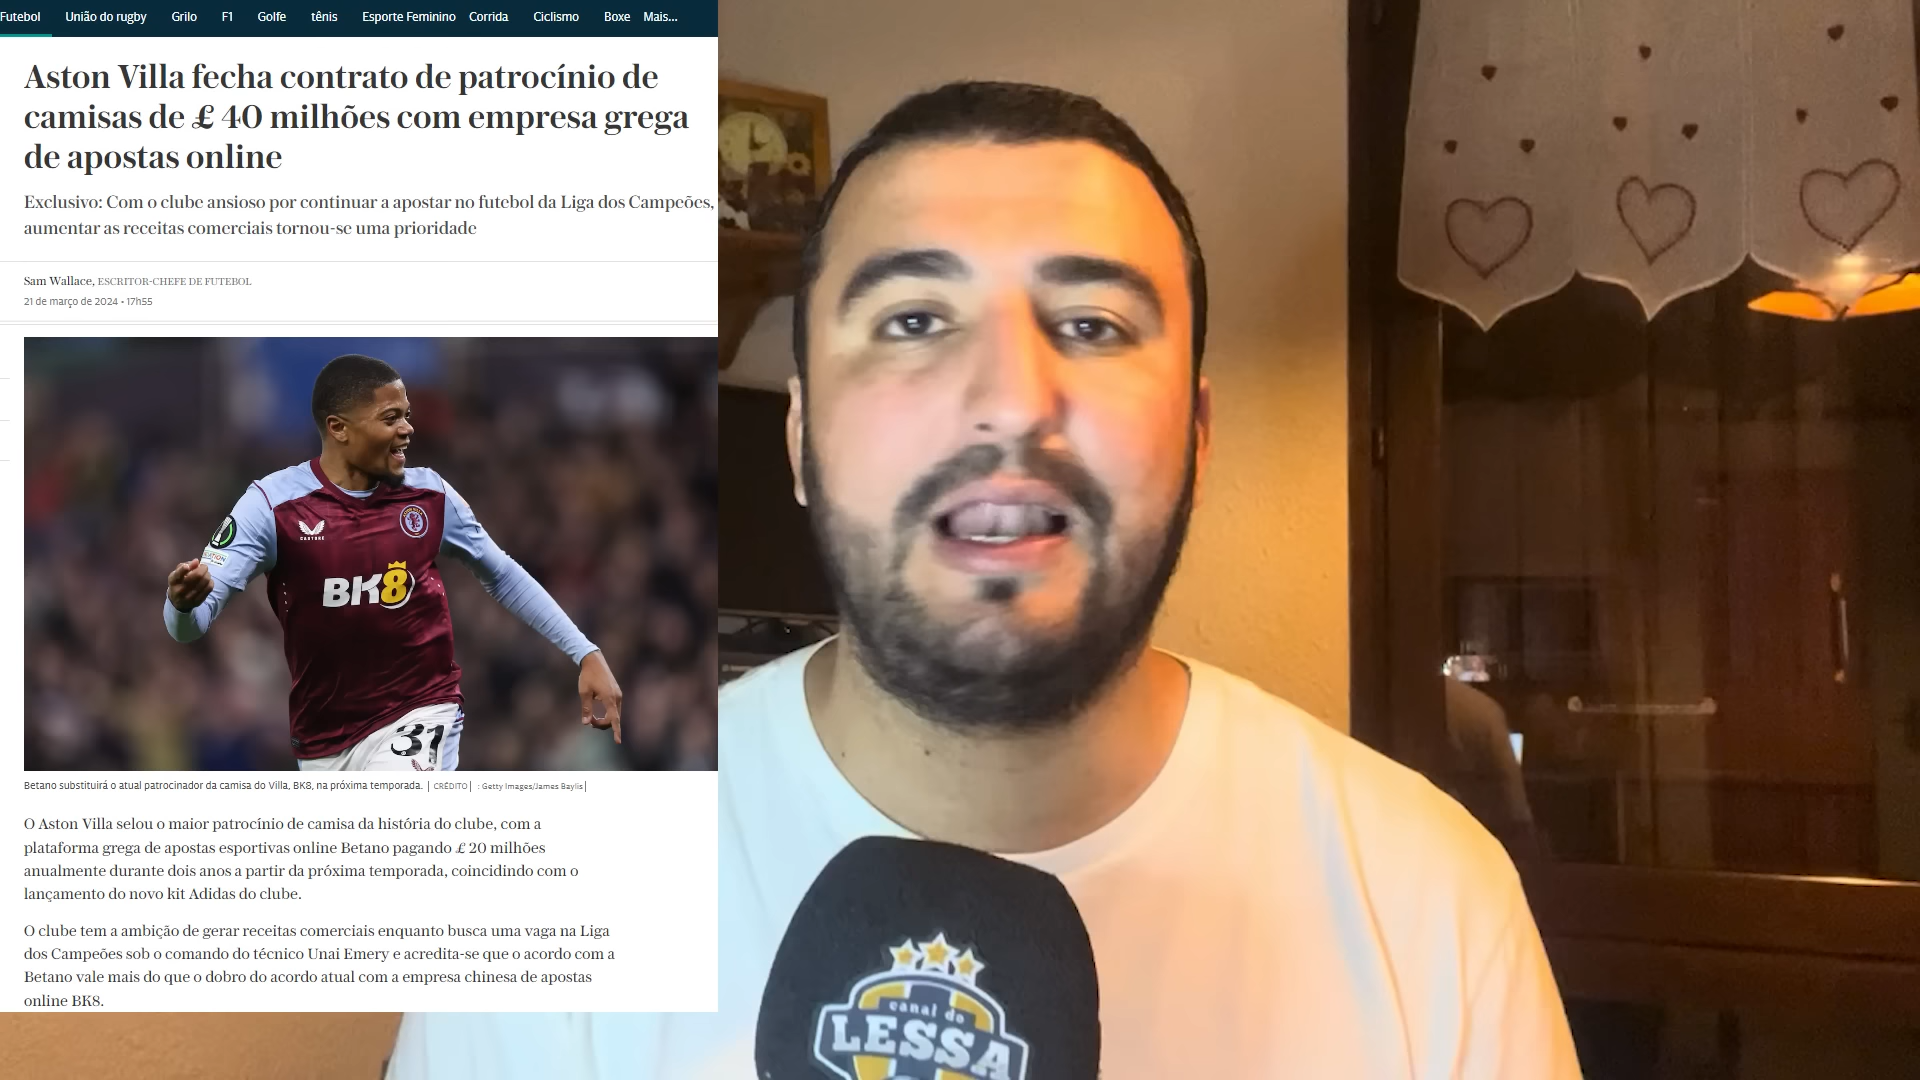 Futebol União do rugby Grilo F1 Golfe tênis Esporte Feminino Corrida Ciclismo Boxe Mais...
Aston Villa fecha contrato de patrocínio de
camisas de £ 40 milhões com empresa grega
de apostas online
Exclusivo: Com o clube ansioso por continuar a apostar no futebol da Liga dos Campeões,
aumentar as receitas comerciais tornou-se uma prioridade
Sam Wallace, ESCRITOR-CHEFE DE FUTEBOL
21 de março de 2024 • 17h55
CASTORE
BK8
31
Betano substituirá o atual patrocinador da camisa do Villa, BK8, na próxima temporada. | CRÉDITO | : Getty Images/James Baylis |
O Aston Villa selou o maior patrocínio de camisa da história do clube, com a
plataforma grega de apostas esportivas online Betano pagando £ 20 milhões
anualmente durante dois anos a partir da próxima temporada, coincidindo com o
lançamento do novo kit Adidas do clube.
O clube tem a ambição de gerar receitas comerciais enquanto busca uma vaga na Liga
dos Campeões sob o comando do técnico Unai Emery e acredita-se que o acordo com a
Betano vale mais do que o dobro do acordo atual com a empresa chinesa de apostas
online BK8.
canal do
LESSA